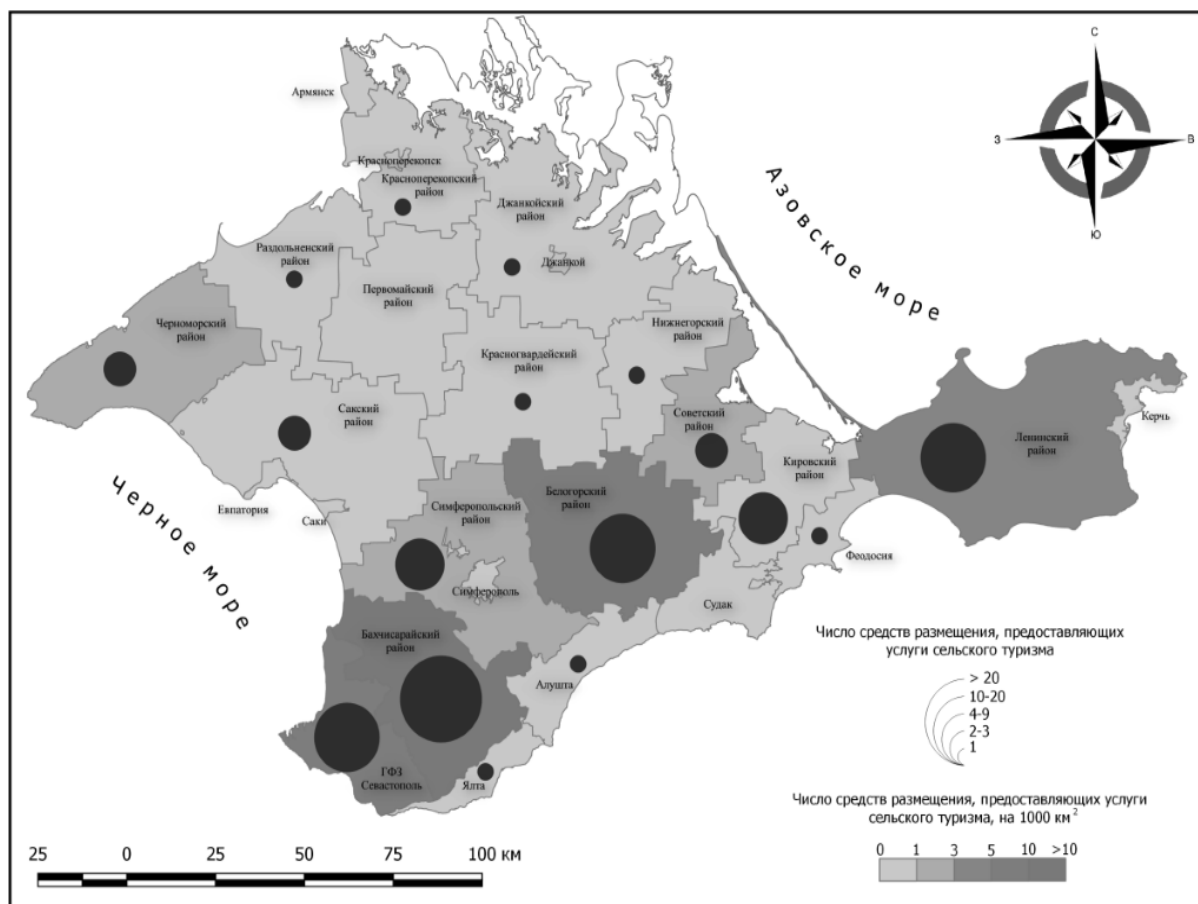 С
З
В
Ю
Армянск
Красноперекопск
Красноперекопский
район
Джанкойский
район
Джанкой
Раздольненский
район
Первомайский
район
Черноморский
район
Нижнегорский
район
Красногвардейский
район
Сакский
район
Советский
район
Кировский
район
Ленинский
район
Керчь
Азовское море
Черное море
Евпатория
Саки
Симферопольский
район
Белогорский
район
Симферополь
Феодосия
Судак
Бахчисарайский
район
Алушта
Ялта
ГФЗ
Севастополь
Число средств размещения, предоставляющих
услуги сельского туризма
> 20
10-20
4-9
2-3
1
Число средств размещения, предоставляющих услуги
сельского туризма, на 1000 км²
0 1 3 5 10 >10
25 0 25 50 75 100 км